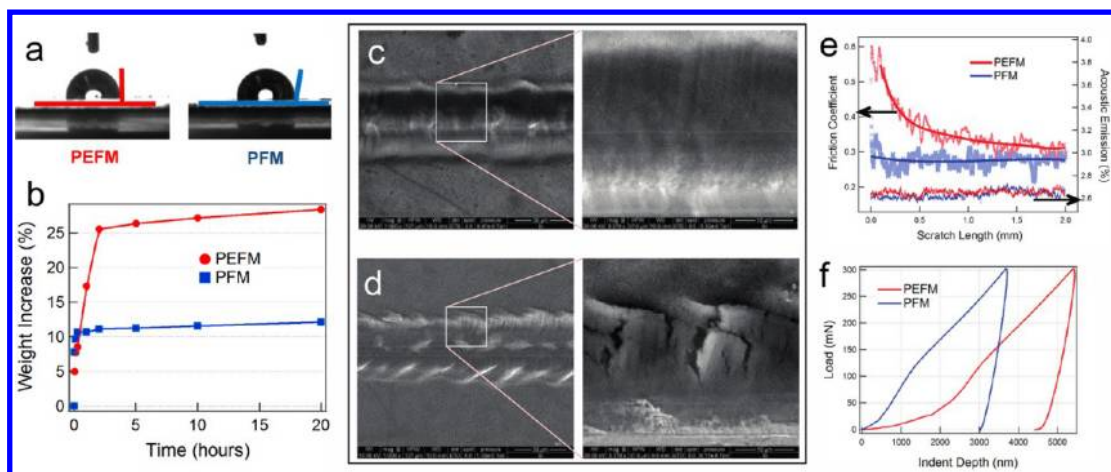 a
PEFM
PFM
b
Weight Increase (%)
25
20
15
10
5
0
PEFM
PFM
0
5
10
15
20
Time (hours)
c
d
e
Friction Coefficient
0.6
0.5
0.4
0.3
0.2
PEFM
PFM
4.0
3.8
3.6
3.4
3.2
3.0
2.8
2.6
Acoustic Emission (%)
0.0
0.5
1.0
1.5
2.0
Scratch Length (mm)
f
Load (mN)
300
250
200
150
100
50
0
PEFM
PFM
0
1000
2000
3000
4000
5000
Indent Depth (nm)